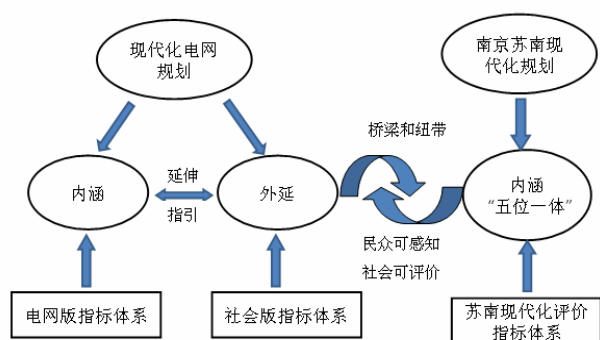 现代化电网
规划
南京苏南现
代化规划
桥梁和纽带
内涵
延伸
指引
外延
内涵
“五位一体”
民众可感知
社会可评价
电网版指标体系
社会版指标体系
苏南现代化评价
指标体系